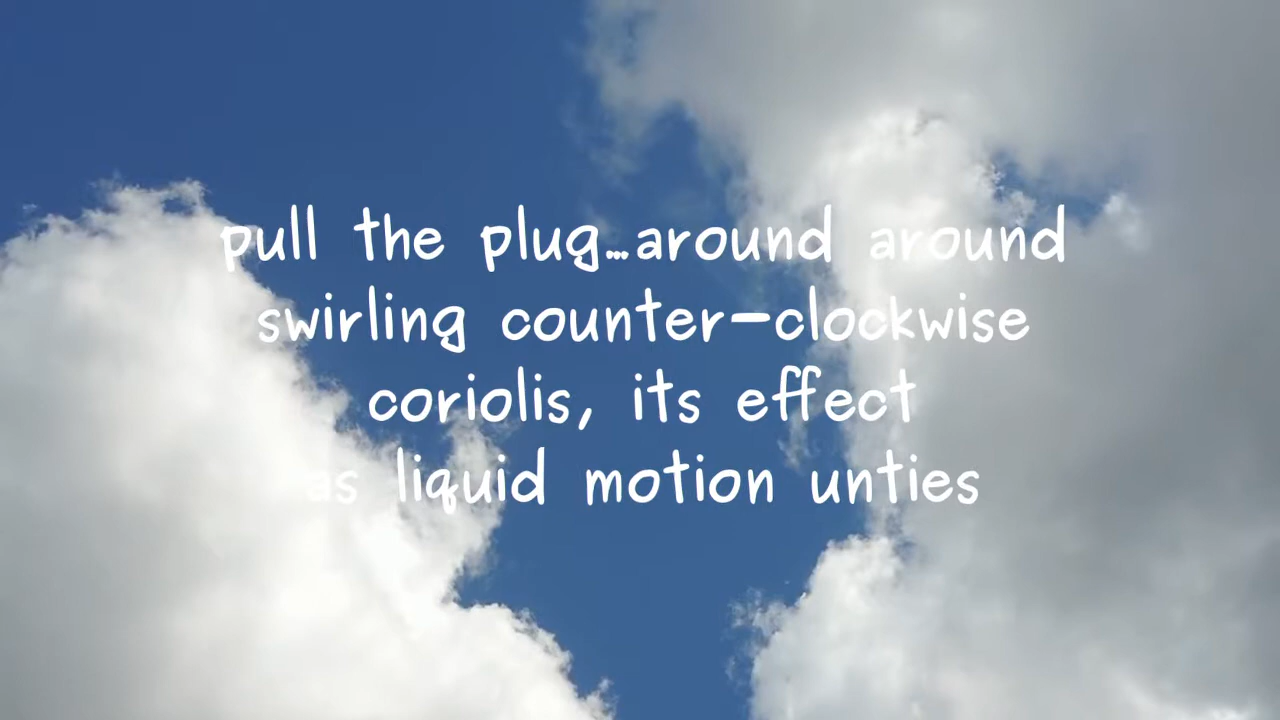 pull the plug…around around
swirling counter-clockwise
coriolis, its effect
as liquid motion unties